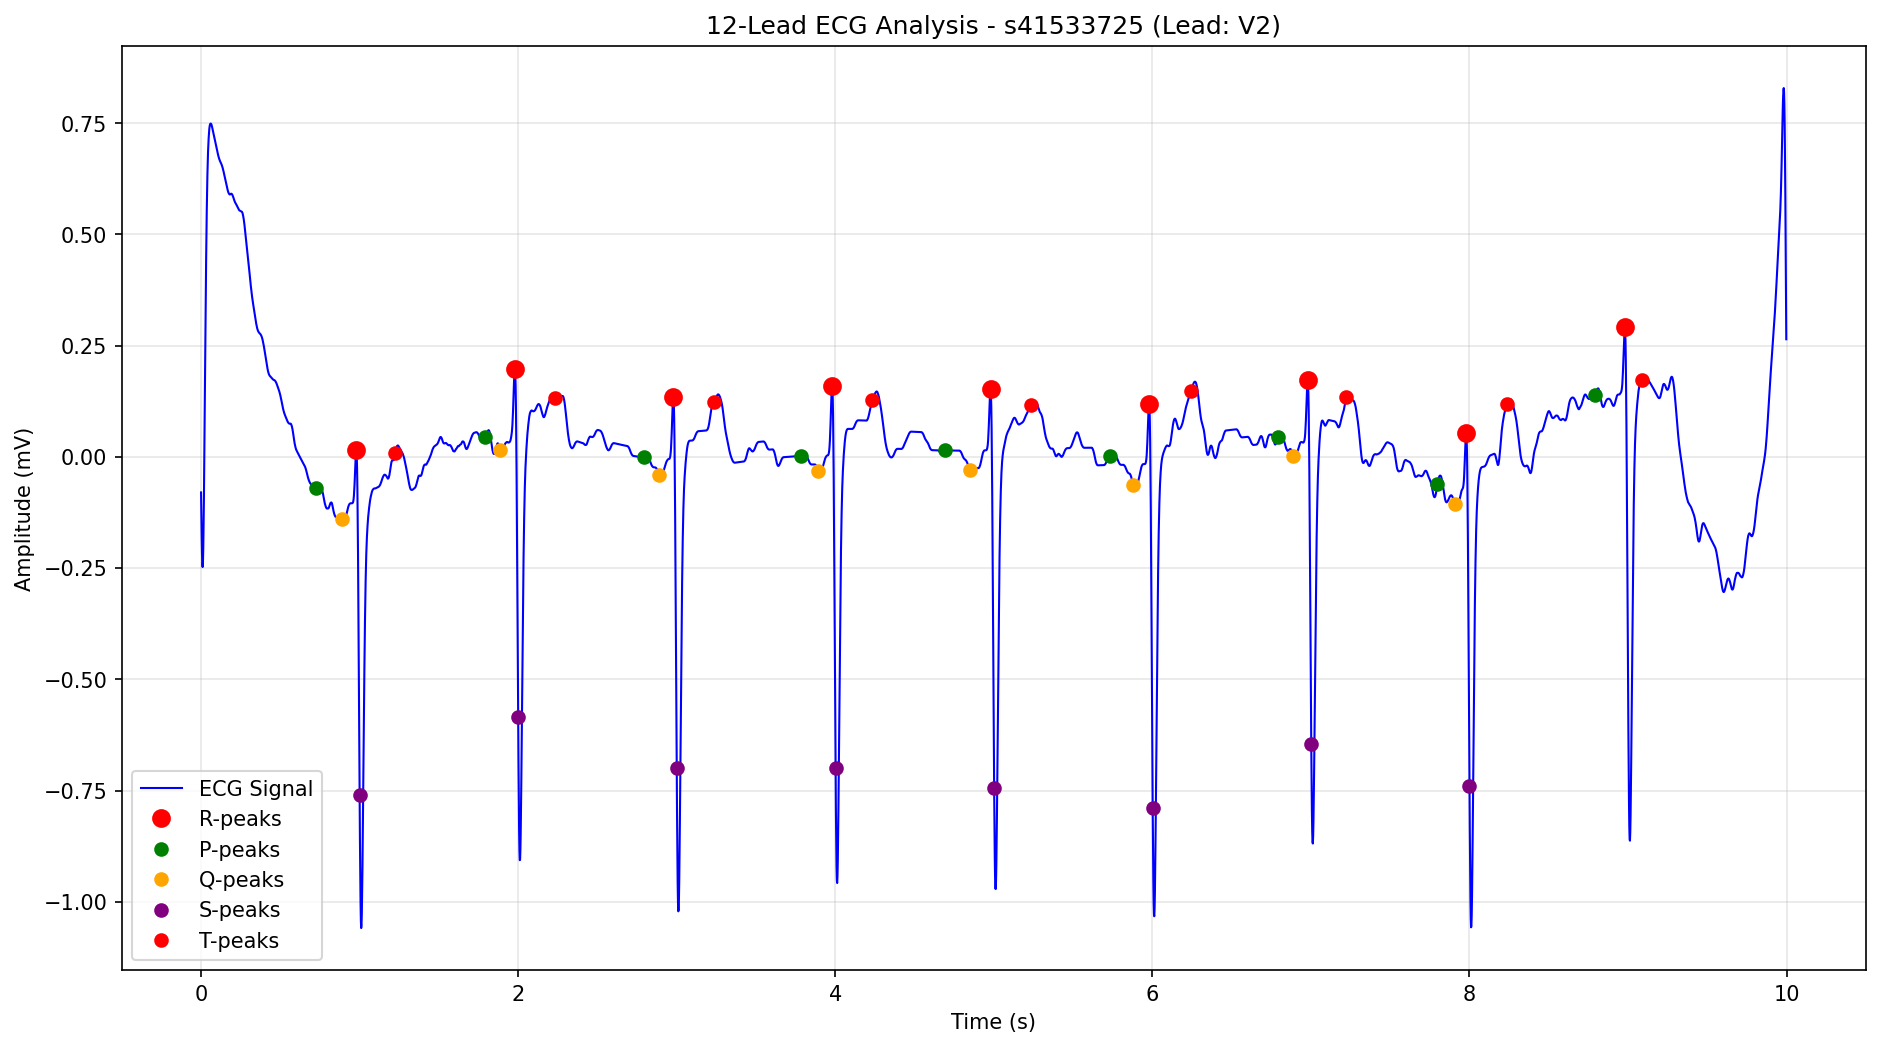 12-Lead ECG Analysis - s41533725 (Lead: V2)
Amplitude (mV)
0.75
0.50
0.25
0.00
−0.25
−0.50
−0.75
−1.00
ECG Signal
R-peaks
P-peaks
Q-peaks
S-peaks
T-peaks
0 2 4 6 8 10
Time (s)